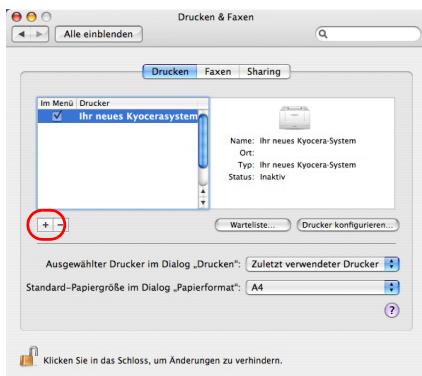 Drucken & Faxen
Alle einblenden
Drucken Faxen Sharing
Im Menü Drucker
Ihr neues Kyocerasystem
Name: Ihr neues Kyocera-System
Ort:
Typ: Ihr neues Kyocera-System
Status: Inaktiv
+ −
Warteliste... Drucker konfigurieren...
Ausgewählter Drucker im Dialog „Drucken“: Zuletzt verwendeter Drucker
Standard-Papiergröße im Dialog „Papierformat“: A4
?
Klicken Sie in das Schloss, um Änderungen zu verhindern.